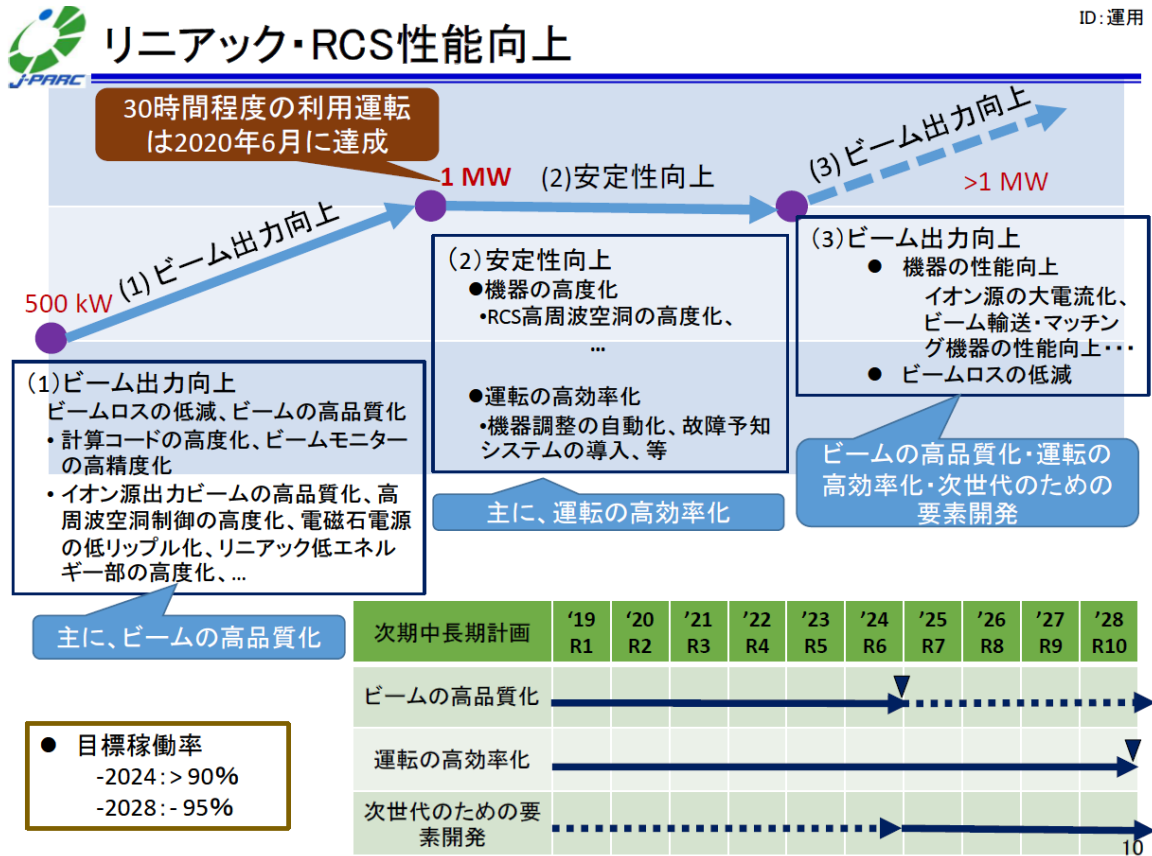 ID:運用
J-PARC
リニアック・RCS性能向上
30時間程度の利用運転
は2020年6月に達成
500 kW
(1)ビーム出力向上
1 MW
(2)安定性向上
(3)ビーム出力向上
>1 MW
(1)ビーム出力向上
ビームロスの低減、ビームの高品質化
・計算コードの高度化、ビームモニター
の高精度化
・イオン源出力ビームの高品質化、高
周波空洞制御の高度化、電磁石電源
の低リップル化、リニアック低エネル
ギー部の高度化、…
主に、ビームの高品質化
(2)安定性向上
●機器の高度化
・RCS高周波空洞の高度化、
…
●運転の高効率化
・機器調整の自動化、故障予知
システムの導入、等
主に、運転の高効率化
(3)ビーム出力向上
● 機器の性能向上
イオン源の大電流化、
ビーム輸送・マッチン
グ機器の性能向上・・・
● ビームロスの低減
ビームの高品質化・運転の
高効率化・次世代のための
要素開発
次期中長期計画 '19 '20 '21 '22 '23 '24 '25 '26 '27 '28
R1 R2 R3 R4 R5 R6 R7 R8 R9 R10
ビームの高品質化
運転の高効率化
次世代のための要
素開発
● 目標稼働率
-2024:> 90%
-2028:- 95%
10